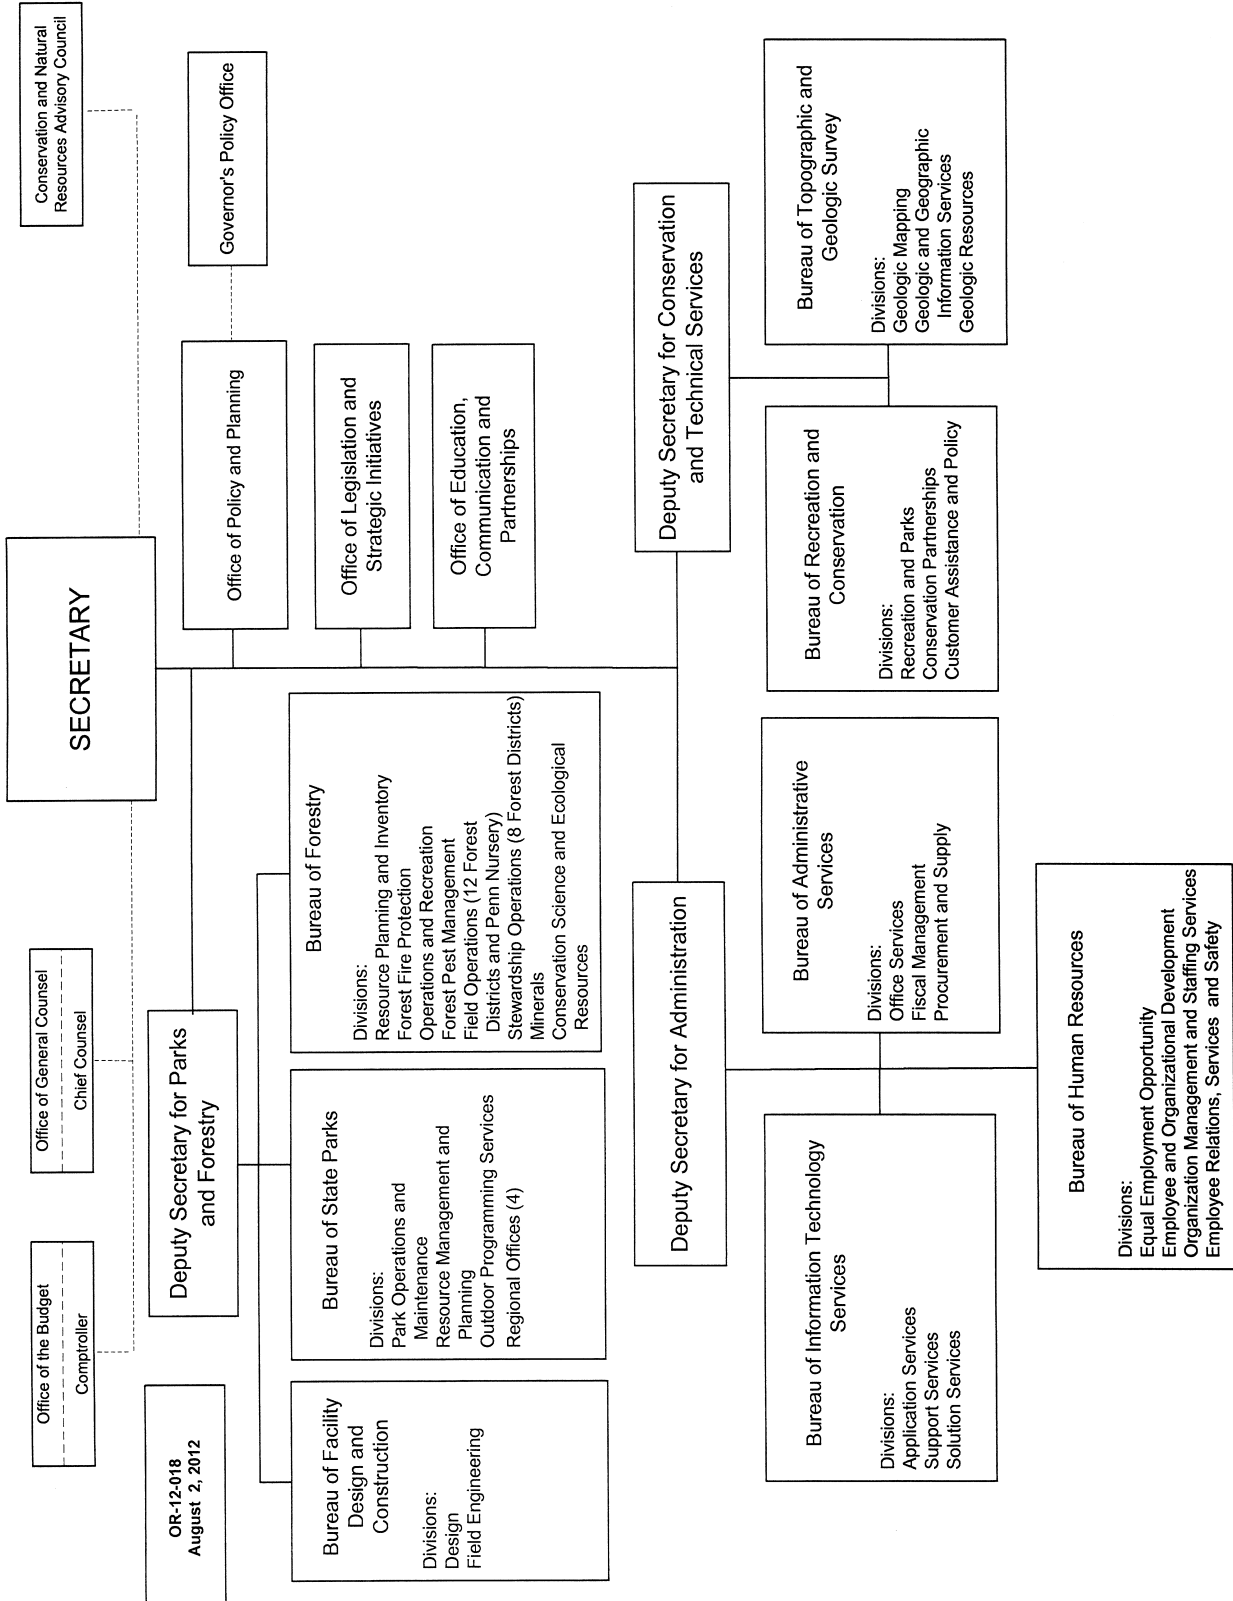 Conservation and Natural
Resources Advisory Council
SECRETARY
Office of General Counsel
Chief Counsel
Office of the Budget
Comptroller
OR-12-018
August 2, 2012
Governor's Policy Office
Office of Policy and Planning
Office of Legislation and
Strategic Initiatives
Office of Education,
Communication and
Partnerships
Deputy Secretary for Parks
and Forestry
Bureau of Facility
Design and
Construction
Divisions:
Design
Field Engineering
Bureau of State Parks
Divisions:
Park Operations and
Maintenance
Resource Management and
Planning
Outdoor Programming Services
Regional Offices (4)
Bureau of Forestry
Divisions:
Resource Planning and Inventory
Forest Fire Protection
Operations and Recreation
Forest Pest Management
Field Operations (12 Forest
Districts and Penn Nursery)
Stewardship Operations (8 Forest Districts)
Minerals
Conservation Science and Ecological
Resources
Deputy Secretary for Administration
Deputy Secretary for Conservation
and Technical Services
Bureau of Information Technology
Services
Divisions:
Application Services
Support Services
Solution Services
Bureau of Administrative
Services
Divisions:
Office Services
Fiscal Management
Procurement and Supply
Bureau of Recreation and
Conservation
Divisions:
Recreation and Parks
Conservation Partnerships
Customer Assistance and Policy
Bureau of Topographic and
Geologic Survey
Divisions:
Geologic Mapping
Geologic and Geographic
Information Services
Geologic Resources
Bureau of Human Resources
Divisions:
Equal Employment Opportunity
Employee and Organizational Development
Organization Management and Staffing Services
Employee Relations, Services and Safety